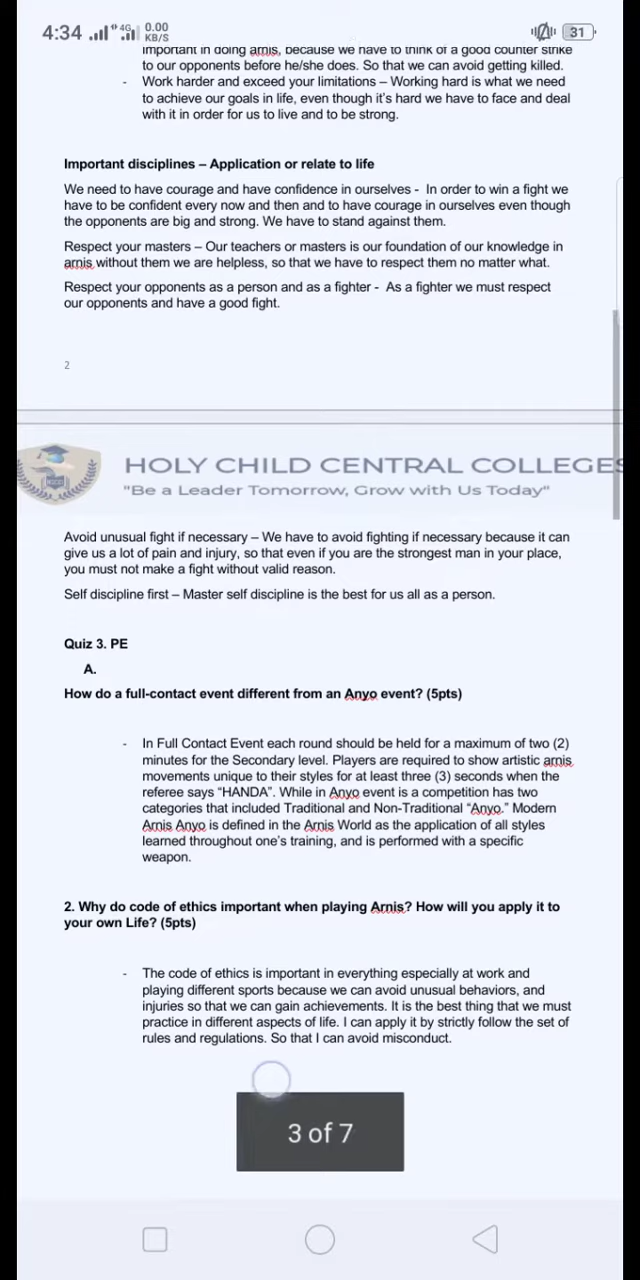 4:34
4G
0.00
KB/S
31
important in doing arnis, because we have to think of a good counter strike
to our opponents before he/she does. So that we can avoid getting killed.
- Work harder and exceed your limitations – Working hard is what we need
to achieve our goals in life, even though it's hard we have to face and deal
with it in order for us to live and to be strong.
Important disciplines – Application or relate to life
We need to have courage and have confidence in ourselves - In order to win a fight we
have to be confident every now and then and to have courage in ourselves even though
the opponents are big and strong. We have to stand against them.
Respect your masters – Our teachers or masters is our foundation of our knowledge in
arnis without them we are helpless, so that we have to respect them no matter what.
Respect your opponents as a person and as a fighter - As a fighter we must respect
our opponents and have a good fight.
2
HOLY CHILD CENTRAL COLLEGES
"Be a Leader Tomorrow, Grow with Us Today"
Avoid unusual fight if necessary – We have to avoid fighting if necessary because it can
give us a lot of pain and injury, so that even if you are the strongest man in your place,
you must not make a fight without valid reason.
Self discipline first – Master self discipline is the best for us all as a person.
Quiz 3. PE
A.
How do a full-contact event different from an Anyo event? (5pts)
- In Full Contact Event each round should be held for a maximum of two (2)
minutes for the Secondary level. Players are required to show artistic arnis
movements unique to their styles for at least three (3) seconds when the
referee says “HANDA”. While in Anyo event is a competition has two
categories that included Traditional and Non-Traditional “Anyo.” Modern
Arnis Anyo is defined in the Arnis World as the application of all styles
learned throughout one’s training, and is performed with a specific
weapon.
2. Why do code of ethics important when playing Arnis? How will you apply it to
your own Life? (5pts)
- The code of ethics is important in everything especially at work and
playing different sports because we can avoid unusual behaviors, and
injuries so that we can gain achievements. It is the best thing that we must
practice in different aspects of life. I can apply it by strictly follow the set of
rules and regulations. So that I can avoid misconduct.
3 of 7